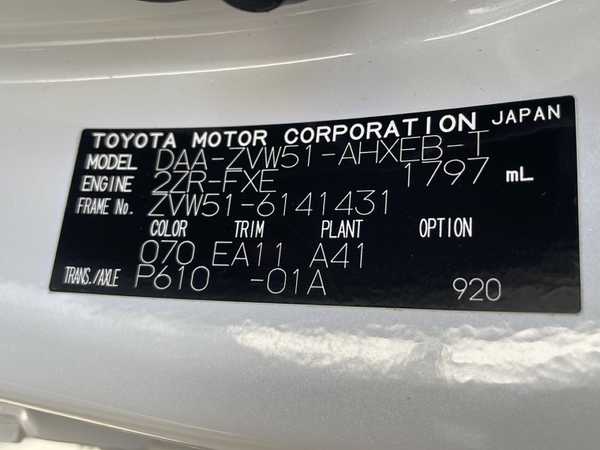 TOYOTA MOTOR CORPORATION JAPAN
MODEL DAA-ZVW51-AHXEB-T
ENGINE 2ZR-FXE 1797 mL
FRAME No. ZVW51-6141431
COLOR TRIM PLANT OPTION
070 EA11 A41
TRANS./AXLE P610 -01A 920